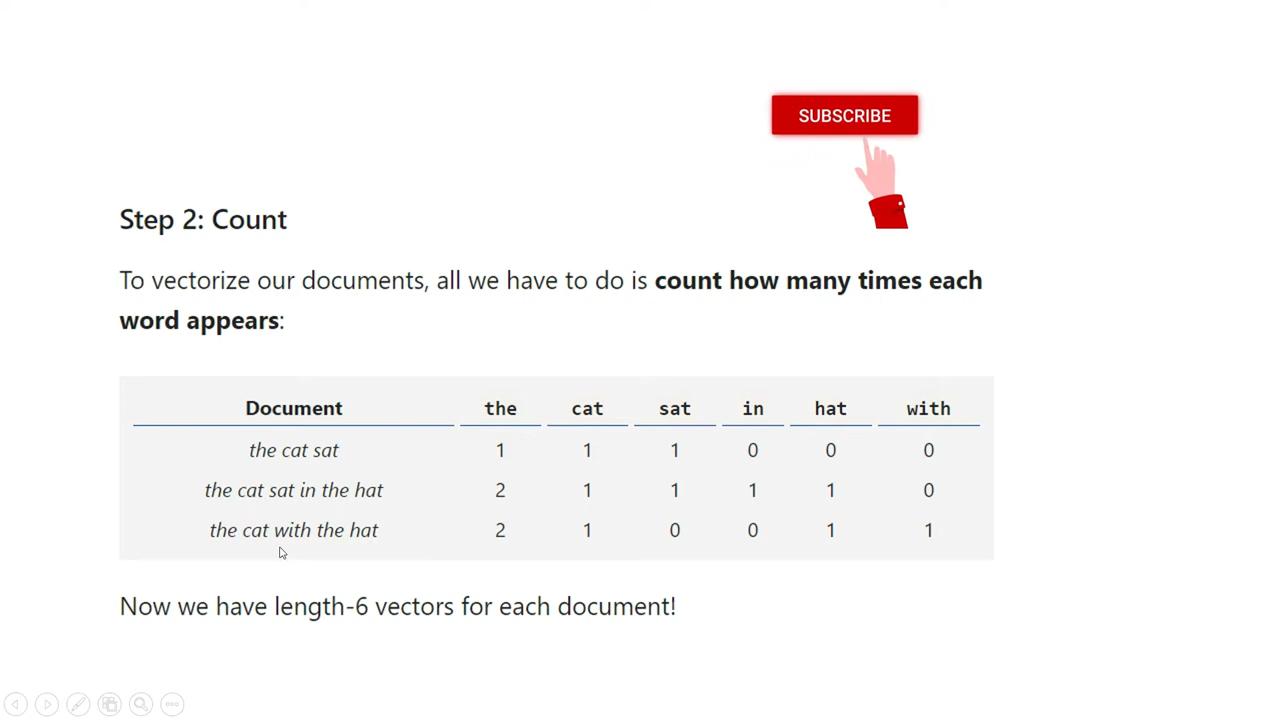 SUBSCRIBE
Step 2: Count
To vectorize our documents, all we have to do is count how many times each
word appears:
Document the cat sat in hat with
the cat sat 1 1 1 0 0 0
the cat sat in the hat 2 1 1 1 1 0
the cat with the hat 2 1 0 0 1 1
Now we have length-6 vectors for each document!